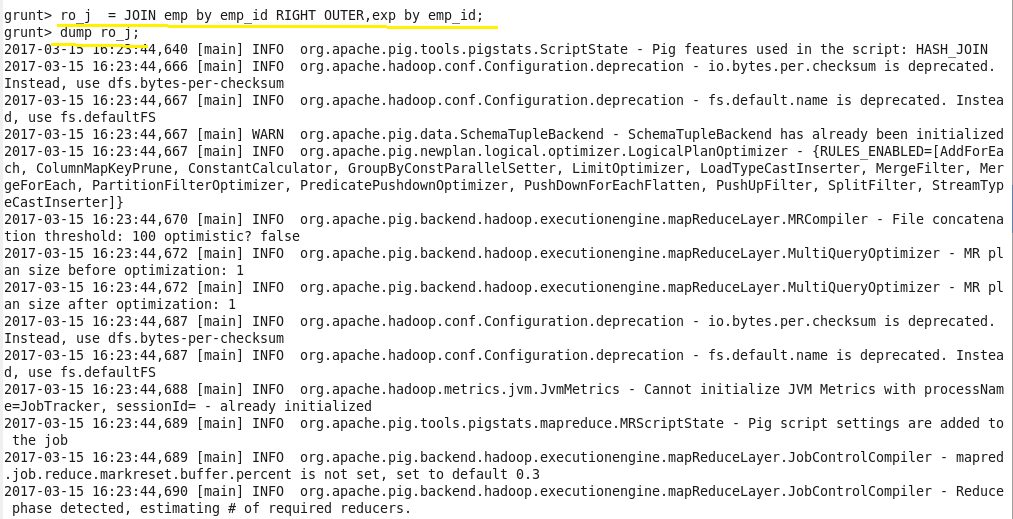 grunt> ro_j  = JOIN emp by emp_id RIGHT OUTER,exp by emp_id;
grunt> dump ro_j;
2017-03-15 16:23:44,640 [main] INFO  org.apache.pig.tools.pigstats.ScriptState - Pig features used in the script: HASH_JOIN
2017-03-15 16:23:44,666 [main] INFO  org.apache.hadoop.conf.Configuration.deprecation - io.bytes.per.checksum is deprecated.
Instead, use dfs.bytes-per-checksum
2017-03-15 16:23:44,667 [main] INFO  org.apache.hadoop.conf.Configuration.deprecation - fs.default.name is deprecated. Instea
d, use fs.defaultFS
2017-03-15 16:23:44,667 [main] WARN  org.apache.pig.data.SchemaTupleBackend - SchemaTupleBackend has already been initialized
2017-03-15 16:23:44,667 [main] INFO  org.apache.pig.newplan.logical.optimizer.LogicalPlanOptimizer - {RULES_ENABLED=[AddForEa
ch, ColumnMapKeyPrune, ConstantCalculator, GroupByConstParallelSetter, LimitOptimizer, LoadTypeCastInserter, MergeFilter, Mer
geForEach, PartitionFilterOptimizer, PredicatePushdownOptimizer, PushDownForEachFlatten, PushUpFilter, SplitFilter, StreamTyp
eCastInserter]}
2017-03-15 16:23:44,670 [main] INFO  org.apache.pig.backend.hadoop.executionengine.mapReduceLayer.MRCompiler - File concatena
tion threshold: 100 optimistic? false
2017-03-15 16:23:44,672 [main] INFO  org.apache.pig.backend.hadoop.executionengine.mapReduceLayer.MultiQueryOptimizer - MR pl
an size before optimization: 1
2017-03-15 16:23:44,672 [main] INFO  org.apache.pig.backend.hadoop.executionengine.mapReduceLayer.MultiQueryOptimizer - MR pl
an size after optimization: 1
2017-03-15 16:23:44,687 [main] INFO  org.apache.hadoop.conf.Configuration.deprecation - io.bytes.per.checksum is deprecated.
Instead, use dfs.bytes-per-checksum
2017-03-15 16:23:44,687 [main] INFO  org.apache.hadoop.conf.Configuration.deprecation - fs.default.name is deprecated. Instea
d, use fs.defaultFS
2017-03-15 16:23:44,688 [main] INFO  org.apache.hadoop.metrics.jvm.JvmMetrics - Cannot initialize JVM Metrics with processNam
e=JobTracker, sessionId= - already initialized
2017-03-15 16:23:44,689 [main] INFO  org.apache.pig.tools.pigstats.mapreduce.MRScriptState - Pig script settings are added to
 the job
2017-03-15 16:23:44,689 [main] INFO  org.apache.pig.backend.hadoop.executionengine.mapReduceLayer.JobControlCompiler - mapred
.job.reduce.markreset.buffer.percent is not set, set to default 0.3
2017-03-15 16:23:44,690 [main] INFO  org.apache.pig.backend.hadoop.executionengine.mapReduceLayer.JobControlCompiler - Reduce
 phase detected, estimating # of required reducers.